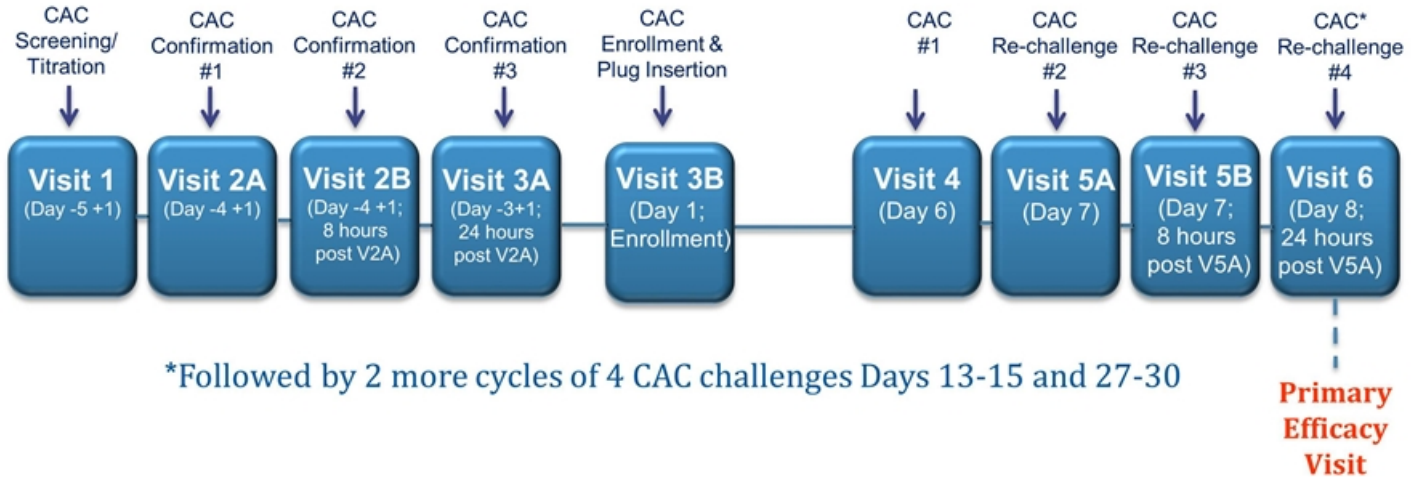 CAC
Screening/
Titration
CAC
Confirmation
#1
CAC
Confirmation
#2
CAC
Confirmation
#3
CAC
Enrollment &
Plug Insertion
CAC
#1
CAC
Re-challenge
#2
CAC
Re-challenge
#3
CAC*
Re-challenge
#4
Visit 1
(Day -5 +1)
Visit 2A
(Day -4 +1)
Visit 2B
(Day -4 +1;
8 hours
post V2A)
Visit 3A
(Day -3+1;
24 hours
post V2A)
Visit 3B
(Day 1;
Enrollment)
Visit 4
(Day 6)
Visit 5A
(Day 7)
Visit 5B
(Day 7;
8 hours
post V5A)
Visit 6
(Day 8;
24 hours
post V5A)
*Followed by 2 more cycles of 4 CAC challenges Days 13-15 and 27-30
Primary
Efficacy
Visit